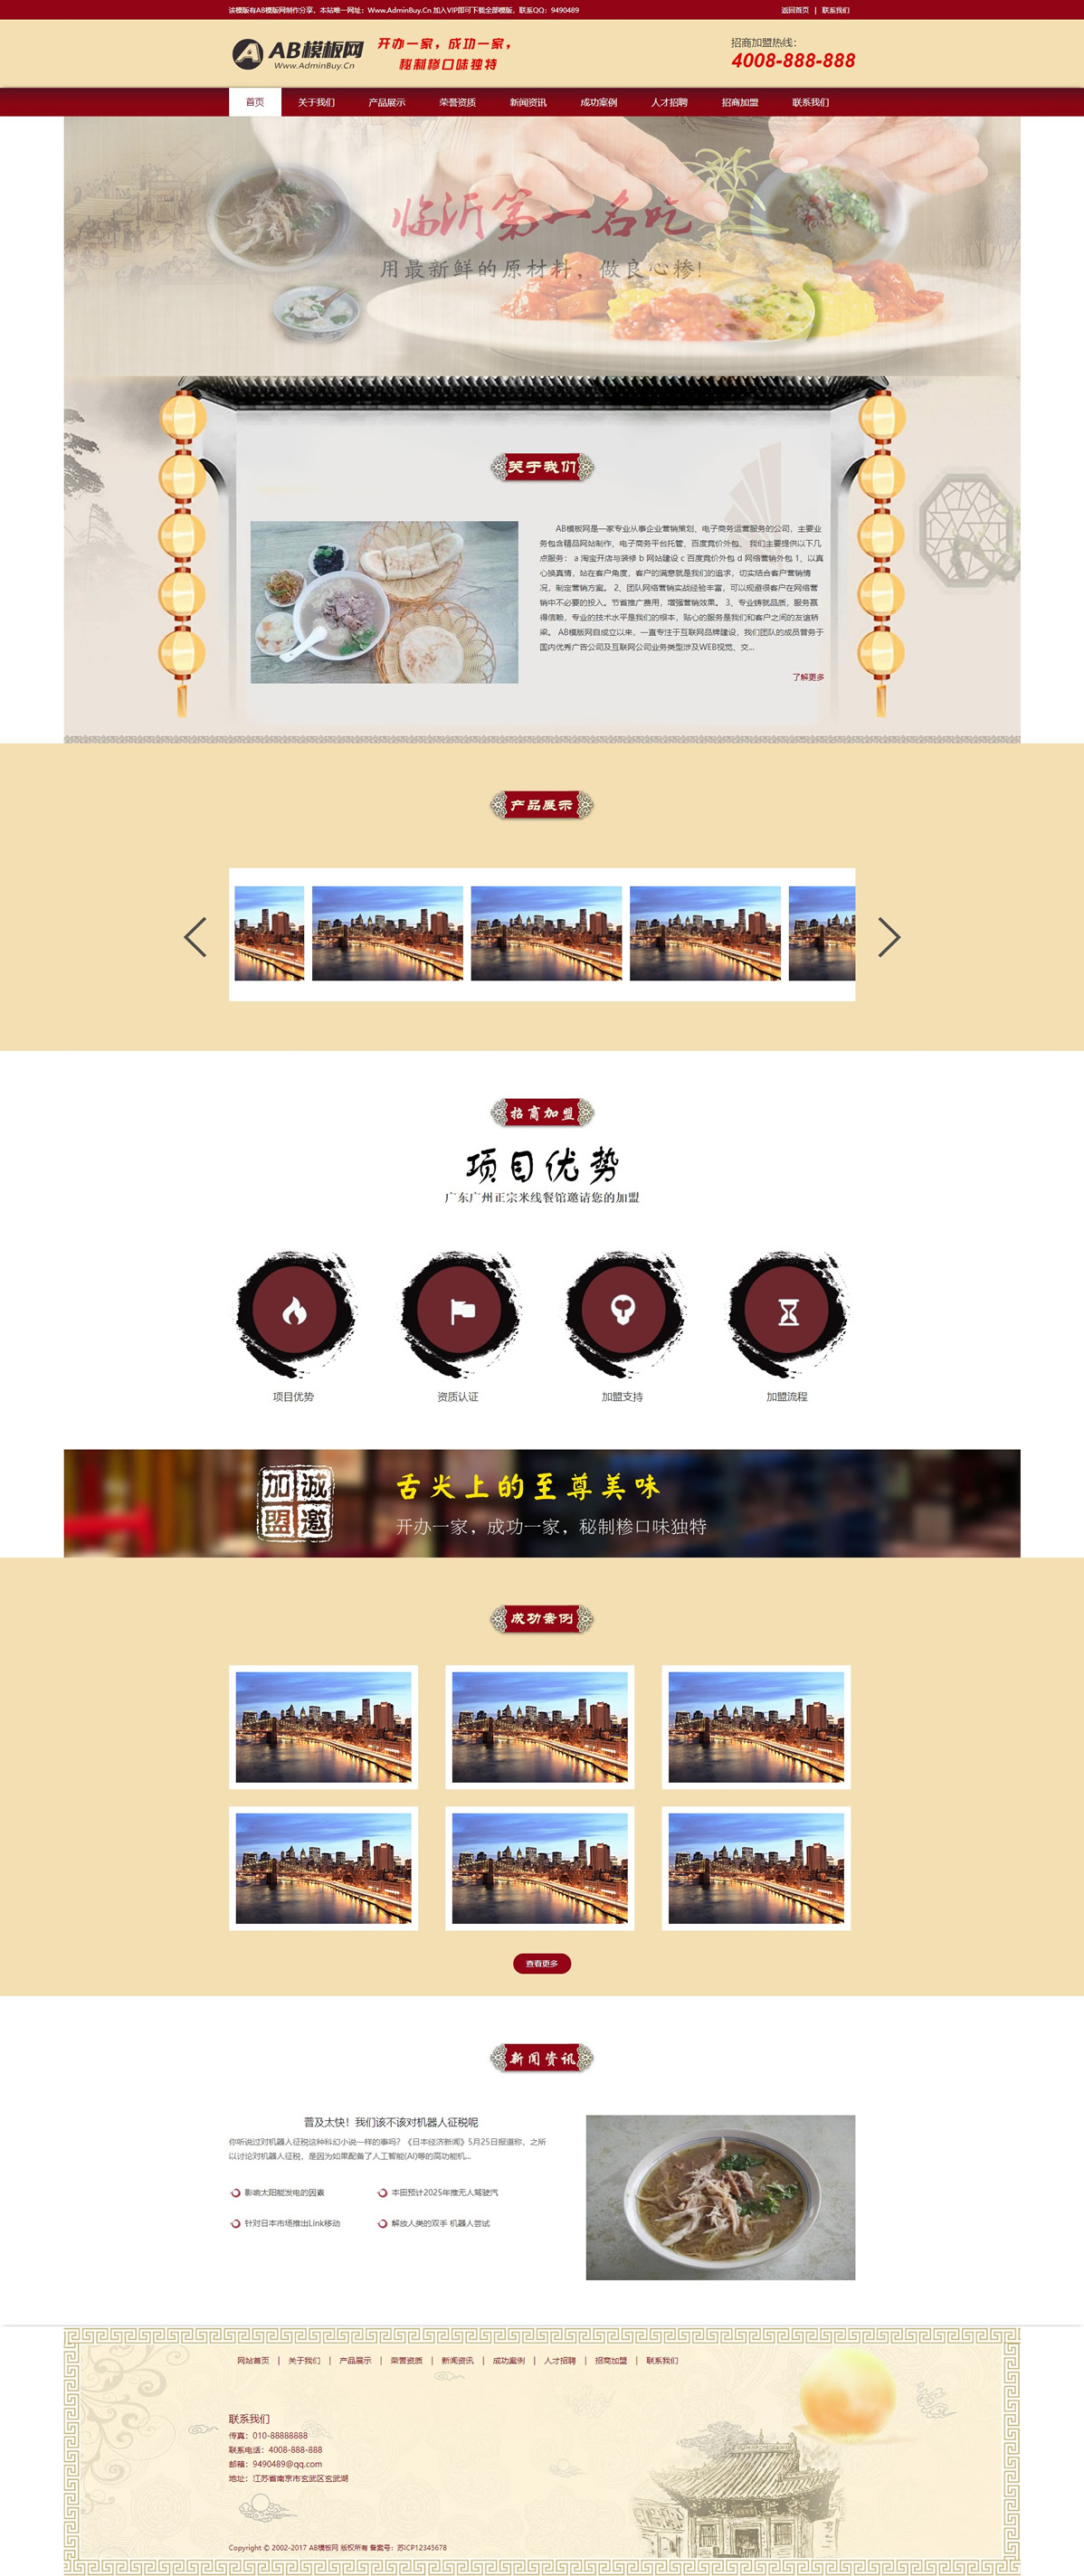 该模版有AB模版网制作分享，本站唯一网址：Www.AdminBuy.Cn 加入VIP即可下载全部模版，联系QQ：9490489
返回首页 | 联系我们
AB模板网
Www.AdminBuy.Cn
开办一家，成功一家，
秘制糁口味独特
招商加盟热线：
4008-888-888
首页 关于我们 产品展示 荣誉资质 新闻资讯 成功案例 人才招聘 招商加盟 联系我们
临沂第一名吃
用最新鲜的原材料，做良心糁!
关于我们
AB模板网是一家专业从事企业营销策划、电子商务运营服务的公司，主要业
务包含精品网站制作、电子商务平台托管、百度竞价外包、 我们主要提供以下几
点服务： a 淘宝开店与装修 b 网站建设 c 百度竞价外包 d 网络营销外包 1、以真
心换真情，站在客户角度，客户的满意就是我们的追求，切实结合客户营销情
况，制定营销方案。 2、团队网络营销实战经验丰富，可以规避很客户在网络营
销中不必要的投入。节省推广费用，增强营销效果。 3、专业铸就品质，服务赢
得信赖，专业的技术水平是我们的根本，贴心的服务是我们和客户之间的友谊桥
梁。 AB模版网自成立以来，一直专注于互联网品牌建设，我们团队的成员曾务于
国内优秀广告公司及互联网公司业务类型涉及WEB视觉、交...
了解更多
产品展示
招商加盟
项目优势
广东广州正宗米线餐馆邀请您的加盟
项目优势 资质认证 加盟支持 加盟流程
诚邀加盟
舌尖上的至尊美味
开办一家，成功一家，秘制糁口味独特
成功案例
查看更多
新闻资讯
普及太快！我们该不该对机器人征税呢
你听说过对机器人征税这种科幻小说一样的事吗？《日本经济新闻》5月25日报道称，之所
以讨论对机器人征税，是因为如果配备了人工智能(AI)等的高功能机...
影响太阳能发电的因素 本田预计2025年推无人驾驶汽
针对日本市场推出Link移动 解放人类的双手 机器人尝试
网站首页 | 关于我们 | 产品展示 | 荣誉资质 | 新闻资讯 | 成功案例 | 人才招聘 | 招商加盟 | 联系我们
联系我们
传真：010-88888888
联系电话：4008-888-888
邮箱：9490489@qq.com
地址：江苏省南京市玄武区玄武湖
Copyright © 2002-2017 AB模板网 版权所有 备案号：苏ICP12345678